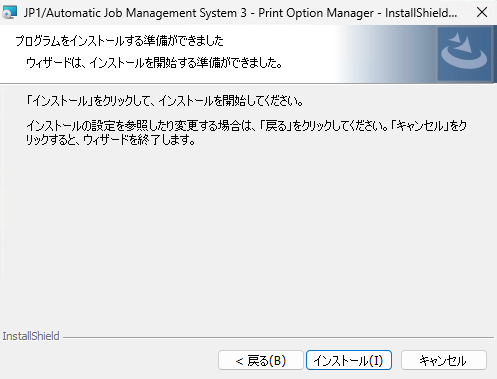 JP1/Automatic Job Management System 3 - Print Option Manager - InstallShield...
プログラムをインストールする準備ができました
ウィザードは、インストールを開始する準備ができました。
「インストール」をクリックして、インストールを開始してください。
インストールの設定を参照したり変更する場合は、「戻る」をクリックしてください。「キャンセル」をク
リックすると、ウィザードを終了します。
InstallShield
< 戻る(B) インストール(I) キャンセル